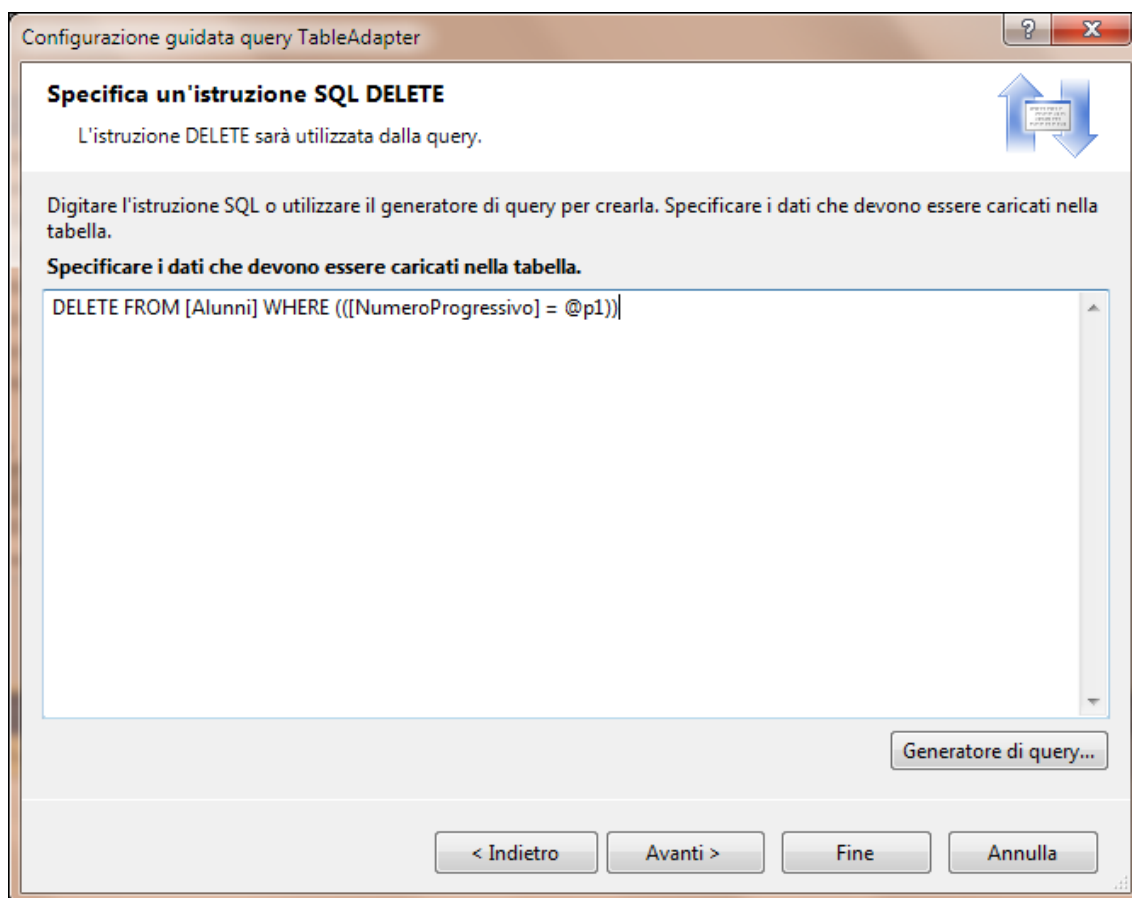 Configurazione guidata query TableAdapter
Specifica un'istruzione SQL DELETE
L'istruzione DELETE sarà utilizzata dalla query.
Digitare l'istruzione SQL o utilizzare il generatore di query per crearla. Specificare i dati che devono essere caricati nella
tabella.
Specificare i dati che devono essere caricati nella tabella.
DELETE FROM [Alunni] WHERE (([NumeroProgressivo] = @p1))
Generatore di query...
< Indietro
Avanti >
Fine
Annulla